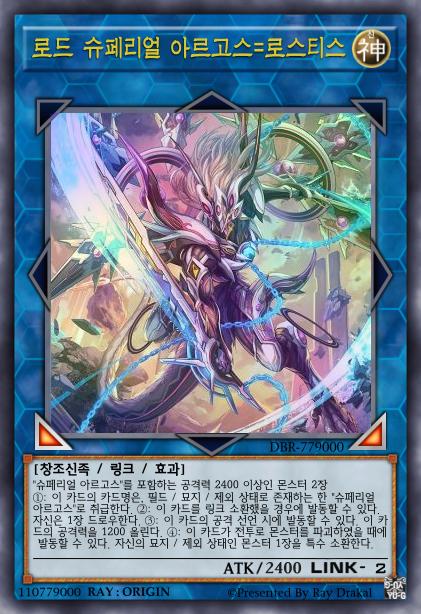 로드 슈페리얼 아르고스=로스티스
神
DBR-779000
[창조신족 / 링크 / 효과]
"슈페리얼 아르고스"를 포함하는 공격력 2400 이상인 몬스터 2장
①: 이 카드의 카드명은, 필드 / 묘지 / 제외 상태로 존재하는 한 "슈페리얼
아르고스"로 취급한다. ②: 이 카드를 링크 소환했을 경우에 발동할 수 있다.
자신은 1장 드로우한다. ③: 이 카드의 공격 선언 시에 발동할 수 있다. 이 카
드의 공격력을 1200 올린다. ④: 이 카드가 전투로 몬스터를 파괴하였을 때에
발동할 수 있다. 자신의 묘지 / 제외 상태인 몬스터 1장을 특수 소환한다.
ATK/2400 LINK- 2
110779000 RAY : ORIGIN ©Presented By Ray Drakal